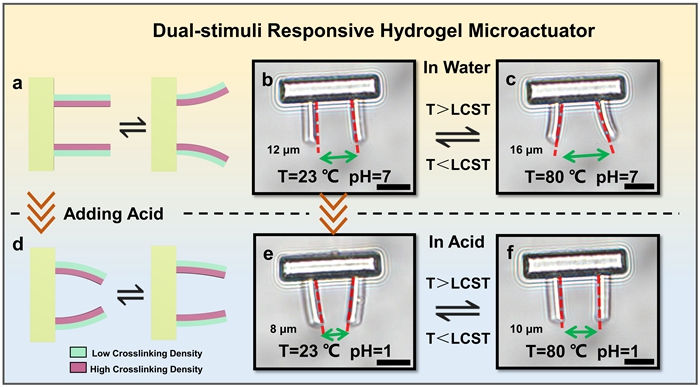 Dual-stimuli Responsive Hydrogel Microactuator
a
b
12 μm
T=23 ℃ pH=7
In Water
T>LCST
T<LCST
c
16 μm
T=80 ℃ pH=7
Adding Acid
d
Low Crosslinking Density
High Crosslinking Density
e
8 μm
T=23 ℃ pH=1
In Acid
T>LCST
T<LCST
f
10 μm
T=80 ℃ pH=1